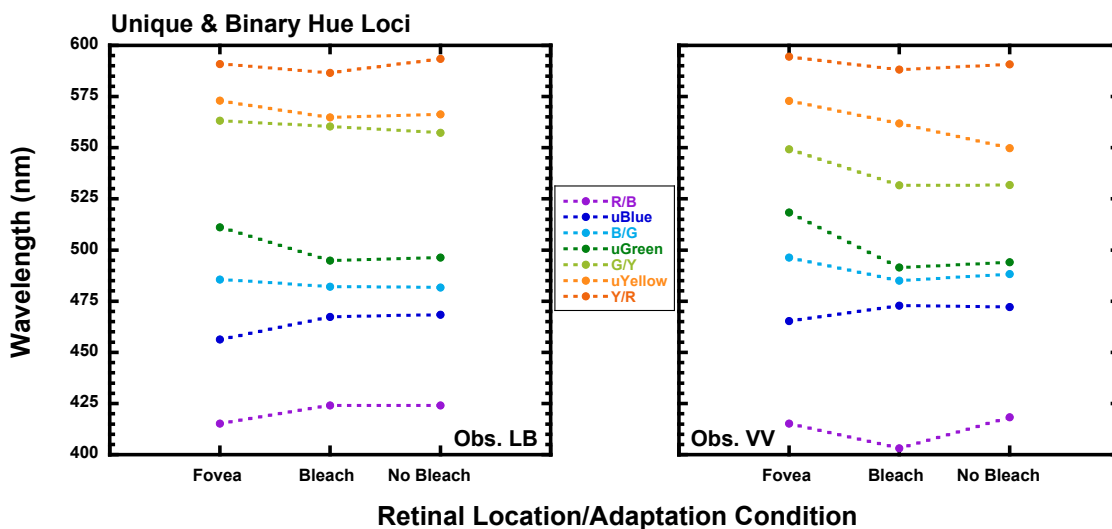 Unique & Binary Hue Loci
Wavelength (nm)
600
575
550
525
500
475
450
425
400
Obs. LB
Fovea Bleach No Bleach
R/B
uBlue
B/G
uGreen
G/Y
uYellow
Y/R
Obs. VV
Fovea Bleach No Bleach
Retinal Location/Adaptation Condition